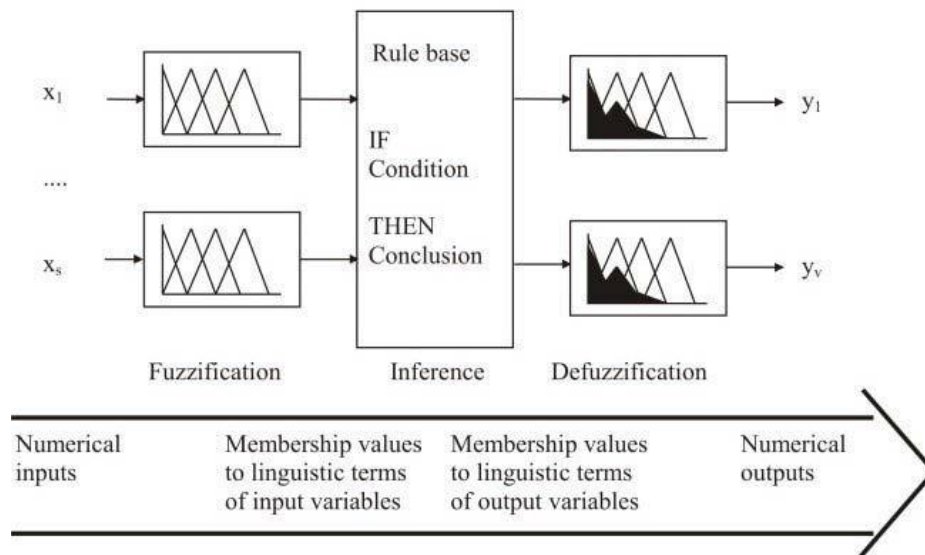 x₁
....
xₛ
Rule base
IF
Condition
THEN
Conclusion
y₁
yᵥ
Fuzzification
Inference
Defuzzification
Numerical
inputs
Membership values
to linguistic terms
of input variables
Membership values
to linguistic terms
of output variables
Numerical
outputs